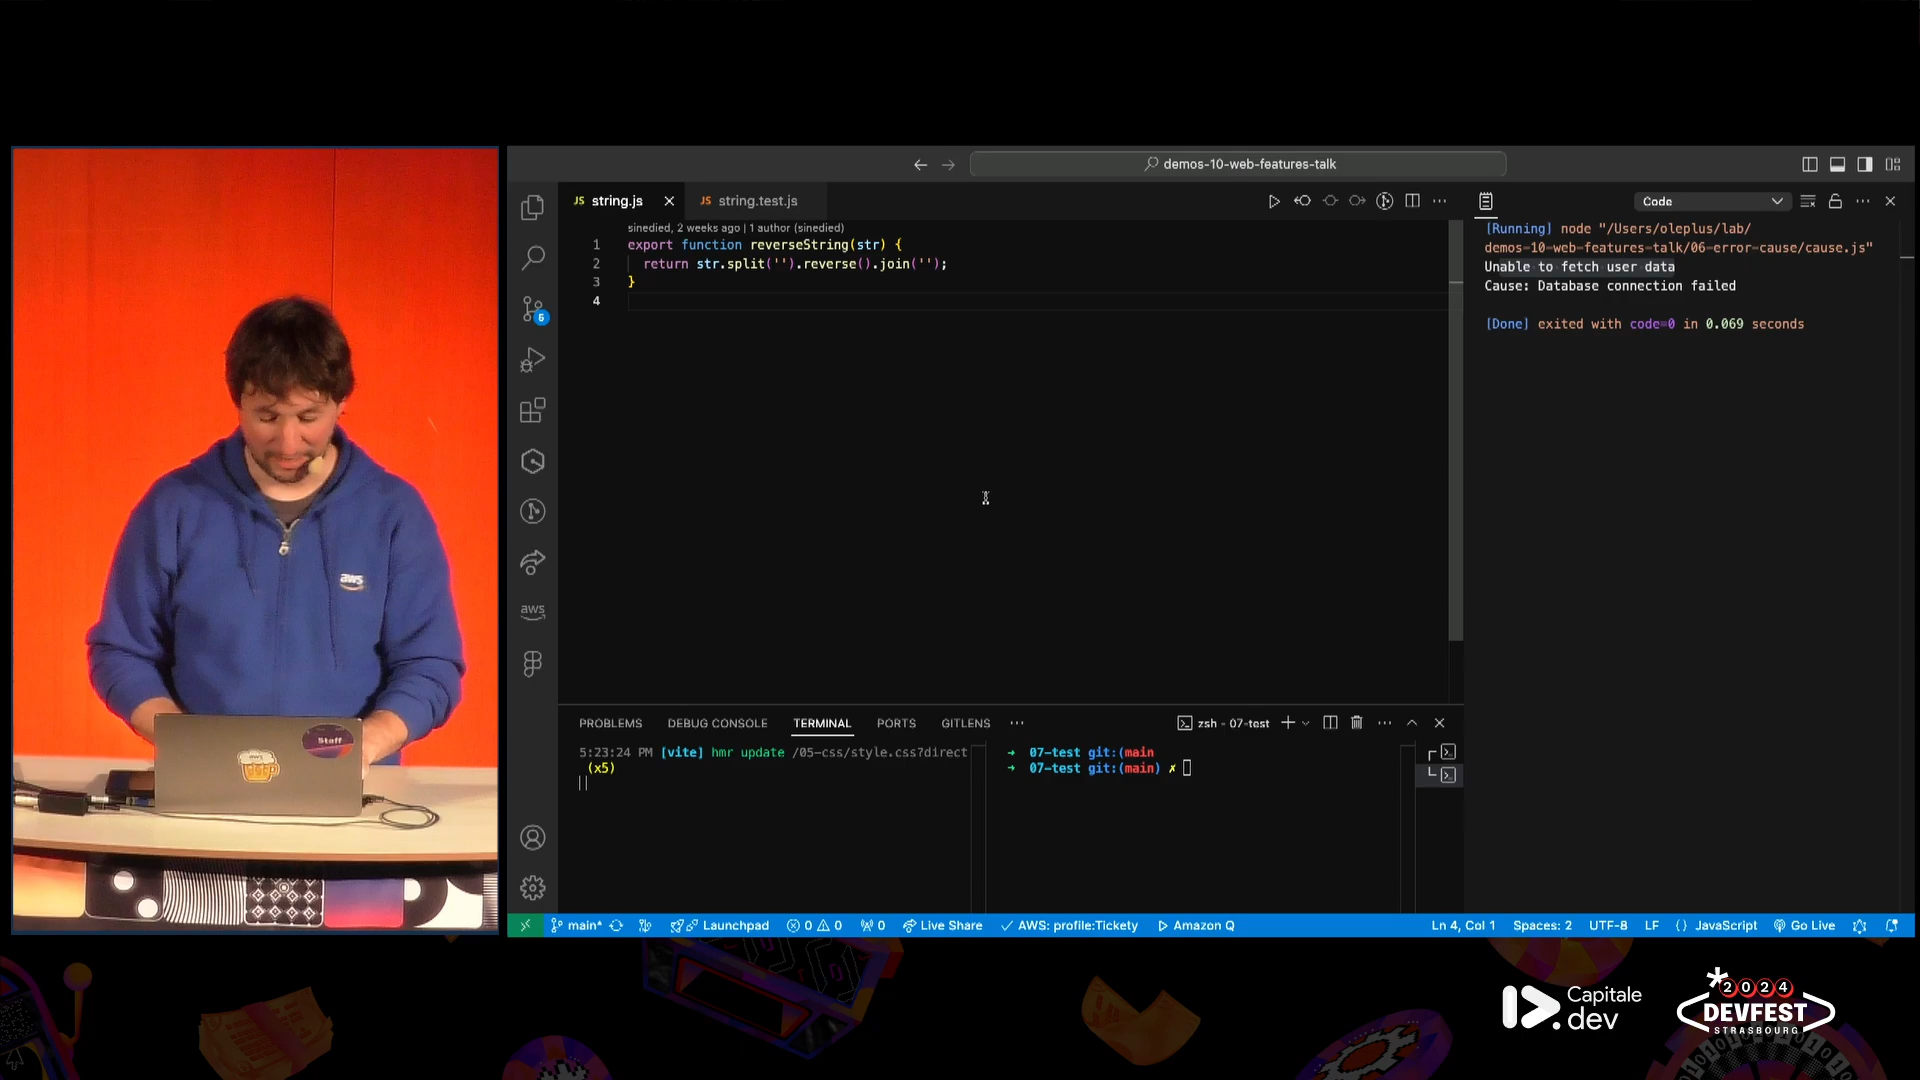 demos-10-web-features-talk
JS string.js
JS string.test.js
Code
sinedied, 2 weeks ago | 1 author (sinedied)
1 export function reverseString(str) {
2 return str.split('').reverse().join('');
3 }
4
[Running] node "/Users/oleplus/lab/
demos-10-web-features-talk/06-error-cause/cause.js"
Unable to fetch user data
Cause: Database connection failed
[Done] exited with code=0 in 0.069 seconds
5
aws
aws
Staff
aws
PROBLEMS DEBUG CONSOLE TERMINAL PORTS GITLENS ··· zsh - 07-test
5:23:24 PM [vite] hmr update /05-css/style.css?direct
(x5)
➜ 07-test git:(main
➜ 07-test git:(main) ✗
main* Launchpad 0 0 0 Live Share AWS: profile:Tickety Amazon Q Ln 4, Col 1 Spaces: 2 UTF-8 LF {} JavaScript Go Live
Capitale
dev
2024
DEVFEST
STRASBOURG